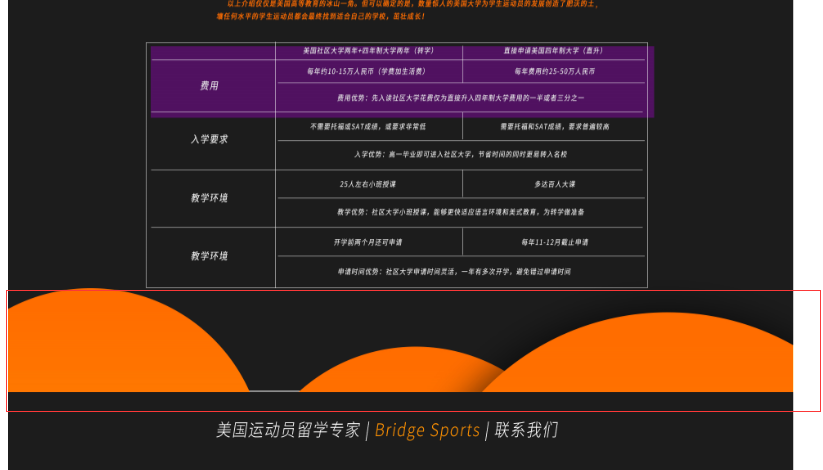 以上介绍仅仅是美国高等教育的冰山一角。但可以确定的是，数量惊人的美国大学为学生运动员的发展创造了肥沃的土，
壤任何水平的学生运动员都会最终找到适合自己的学校，茁壮成长！
美国社区大学两年+四年制大学两年（转学） 直接申请美国四年制大学（直升）
费用
每年约10-15万人民币（学费加生活费） 每年费用约25-50万人民币
费用优势：先入读社区大学花费仅为直接升入四年制大学费用的一半或者三分之一
入学要求
不需要托福或SAT成绩，或要求非常低 需要托福和SAT成绩，要求普遍较高
入学优势：高一毕业即可进入社区大学，节省时间的同时更易转入名校
教学环境
25人左右小班授课 多达百人大课
教学优势：社区大学小班授课，能够更快适应语言环境和美式教育，为转学做准备
教学环境
开学前两个月还可申请 每年11-12月截止申请
申请时间优势：社区大学申请时间灵活，一年有多次开学，避免错过申请时间
美国运动员留学专家 | Bridge Sports | 联系我们